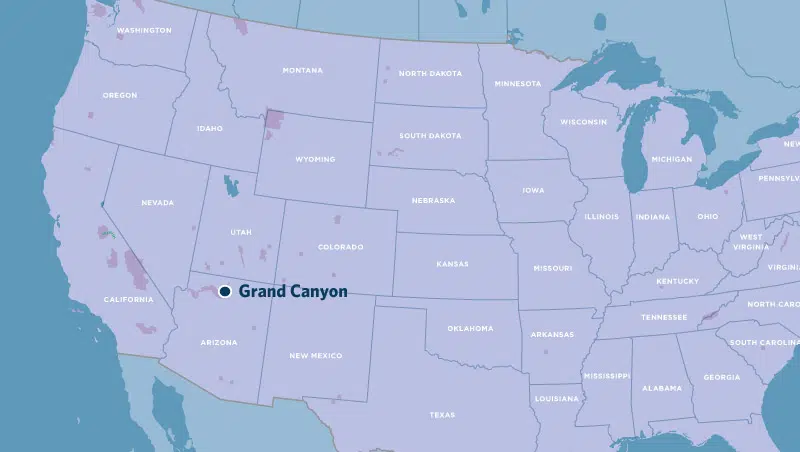 WASHINGTON
MONTANA
NORTH DAKOTA
MINNESOTA
OREGON
IDAHO
SOUTH DAKOTA
WISCONSIN
MICHIGAN
NEW
WYOMING
PENNSYLV
NEVADA
NEBRASKA
IOWA
ILLINOIS
INDIANA
OHIO
UTAH
COLORADO
KANSAS
MISSOURI
WEST
VIRGINIA
VIRGINI
KENTUCKY
CALIFORNIA
Grand Canyon
ARIZONA
NEW MEXICO
OKLAHOMA
ARKANSAS
TENNESSEE
NORTH CARO
SOUTH CAROLINA
TEXAS
LOUISIANA
MISSISSIPPI
ALABAMA
GEORGIA